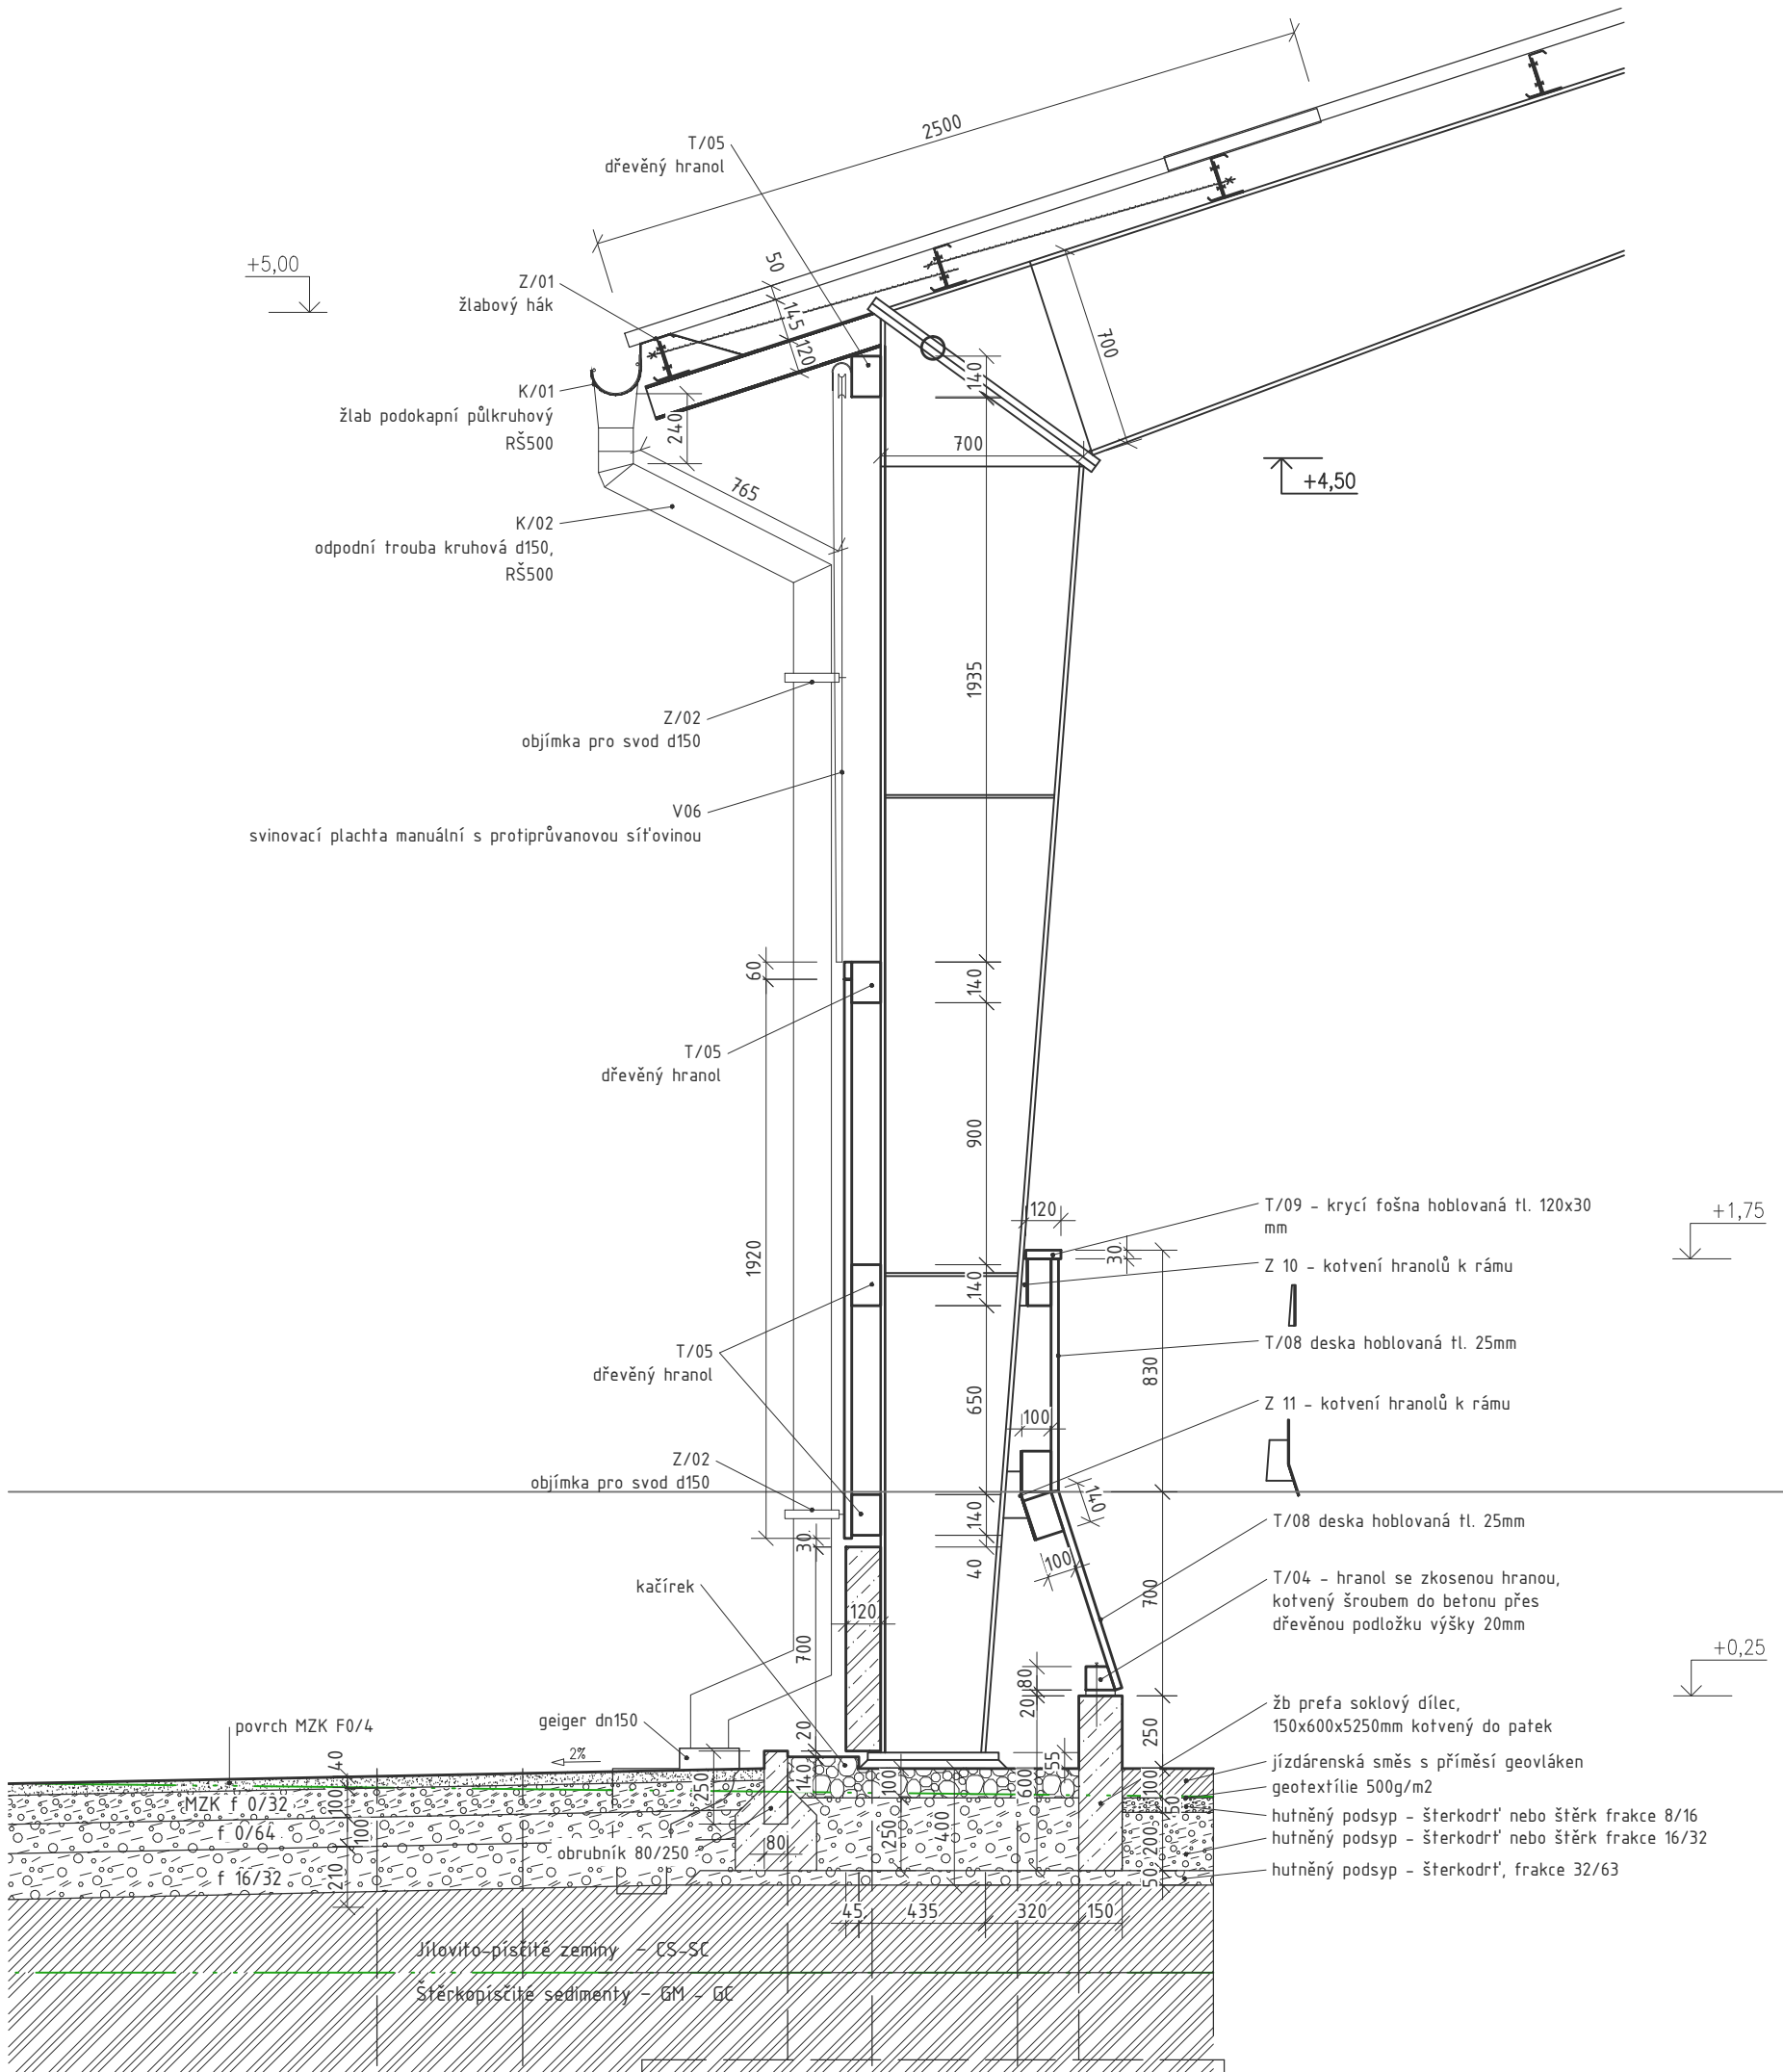 2500
T/05
dřevěný hranol
+5,00
Z/01
žlabový hák
50
145
120
700
140
K/01
žlab podokapní půlkruhový
RŠ500
240
700
765
+4,50
K/02
odpodní trouba kruhová d150,
RŠ500
1935
Z/02
objímka pro svod d150
V06
svinovací plachta manuální s protiprůvanovou síťovinou
60
140
T/05
dřevěný hranol
900
1920
120
T/09 - krycí fošna hoblovaná tl. 120x30
mm
+1,75
30
Z 10 - kotvení hranolů k rámu
140
T/08 deska hoblovaná tl. 25mm
T/05
dřevěný hranol
830
650
100
Z 11 - kotvení hranolů k rámu
Z/02
objímka pro svod d150
140
140
T/08 deska hoblovaná tl. 25mm
30
40
100
kačírek
T/04 - hranol se zkosenou hranou,
kotvený šroubem do betonu přes
dřevěnou podložku výšky 20mm
700
120
700
+0,25
80
20
žb prefa soklový dílec,
150x600x5250mm kotvený do patek
geiger dn150
povrch MZK F0/4
250
20
2%
55
jízdárenská směs s příměsí geovláken
40
140
100
600
100
geotextílie 500g/m2
MZK f 0/32
100
250
50
hutněný podsyp - šterkodrť nebo štěrk frakce 8/16
f 0/64
100
400
hutněný podsyp - šterkodrť nebo štěrk frakce 16/32
obrubník 80/250
80
250
200
f 16/32
210
50
hutněný podsyp - šterkodrť, frakce 32/63
45
435
320
150
Jílovito-písčité zeminy - CS-SC
Štěrkopísčité sedimenty - GM - GC